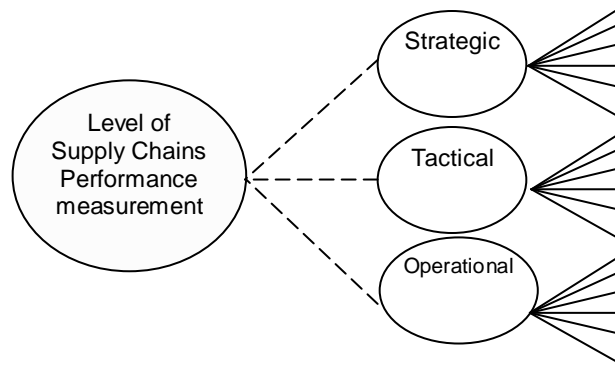 Level of
Supply Chains
Performance
measurement
Strategic
Tactical
Operational